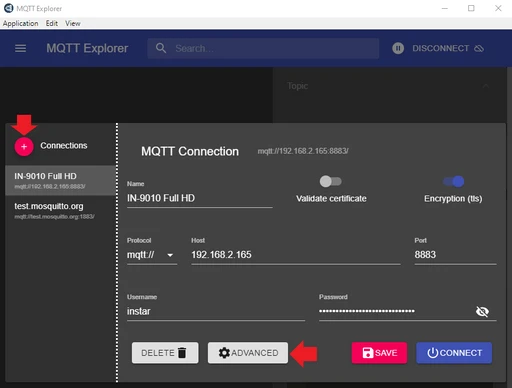 MQTT Explorer
Application Edit View
MQTT Explorer
Search...
DISCONNECT
Topic
Connections
MQTT Connection
mqtt://192.168.2.165:8883/
IN-9010 Full HD
mqtt://192.168.2.165:8883/
test.mosquitto.org
mqtt://test.mosquitto.org:1883/
Name
IN-9010 Full HD
Validate certificate
Encryption (tls)
Protocol
Host
Port
mqtt://
192.168.2.165
8883
Username
Password
instar
DELETE
ADVANCED
SAVE
CONNECT